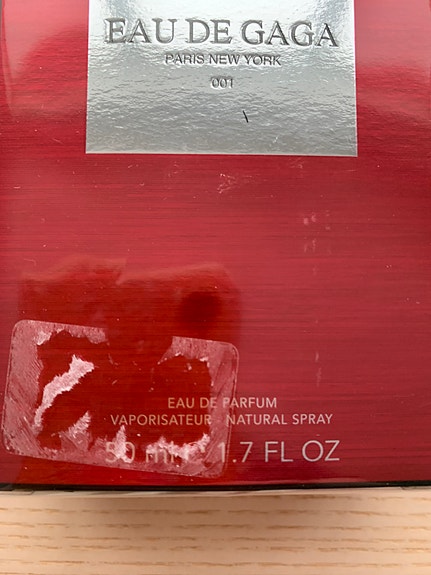 EAU DE GAGA
PARIS NEW YORK
001
EAU DE PARFUM
VAPORISATEUR - NATURAL SPRAY
50 ml e 1.7 FL OZ